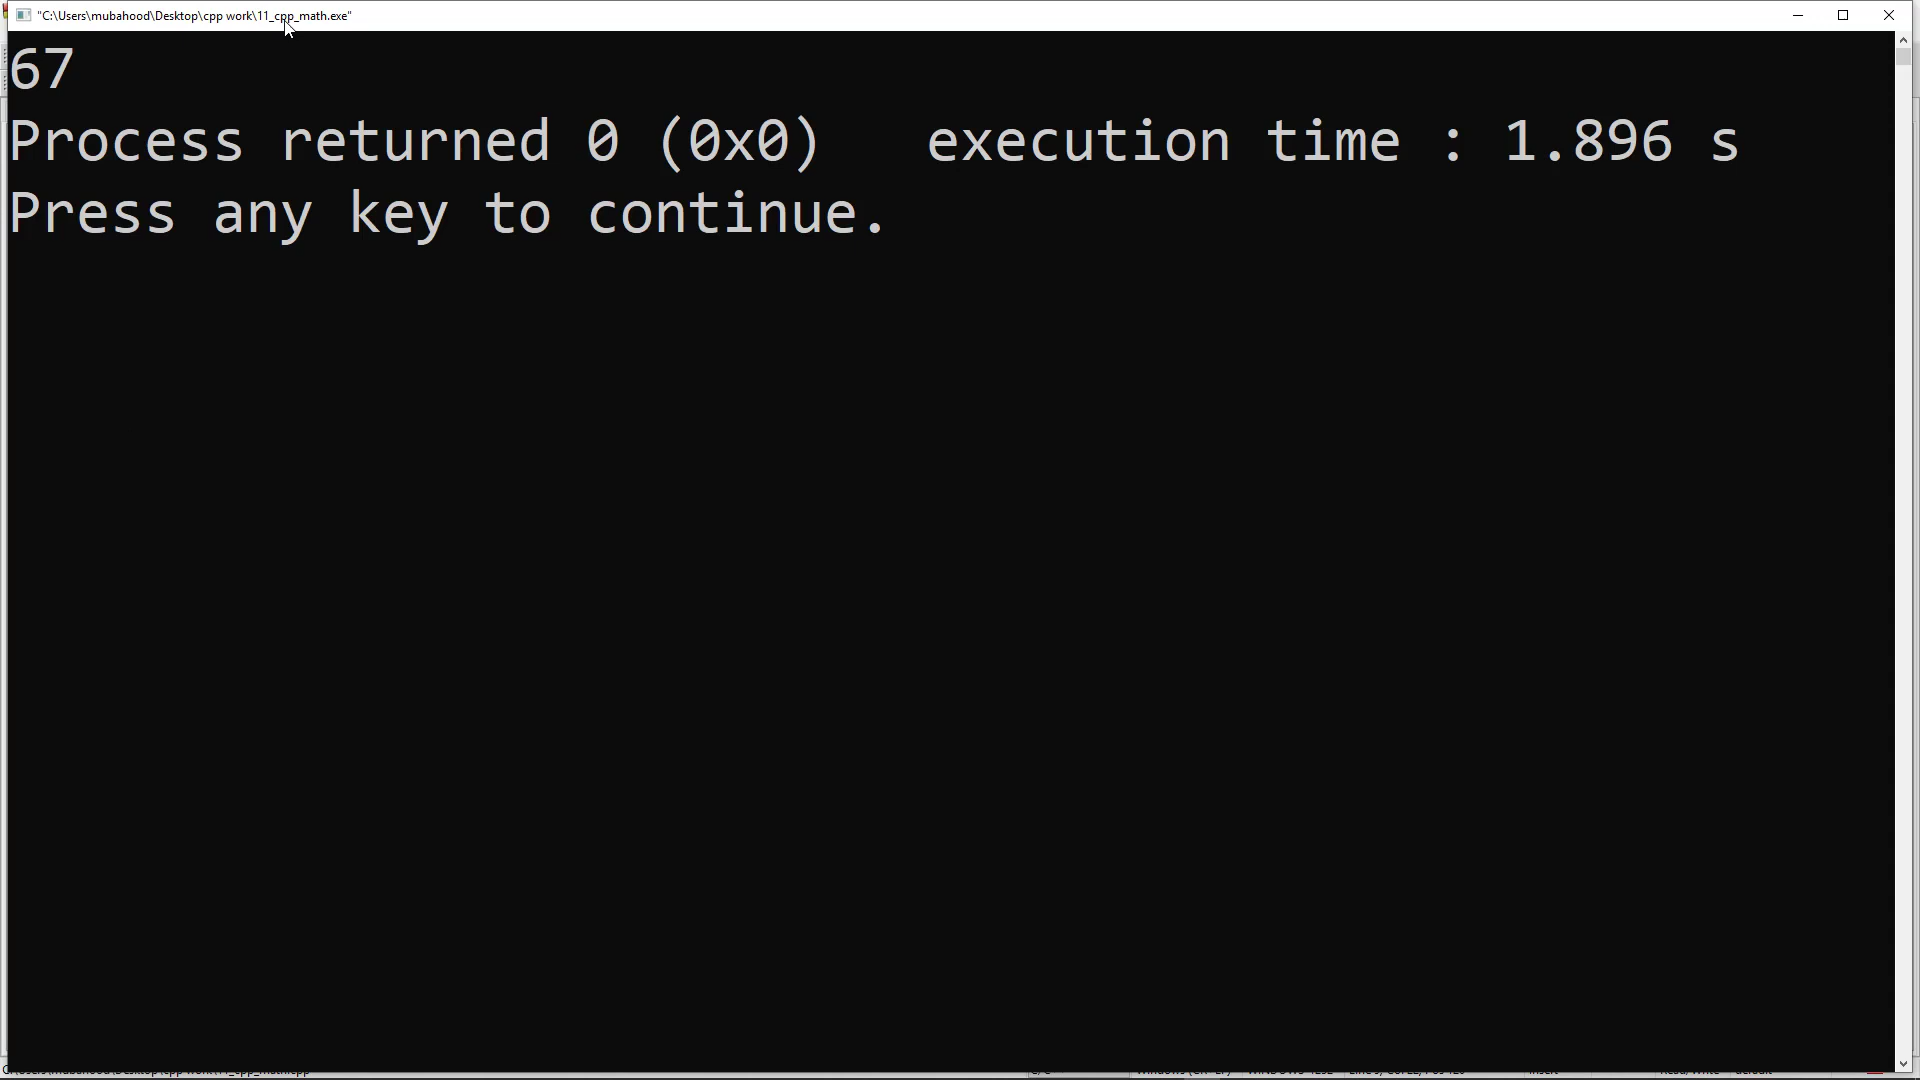 "C:\Users\mubahood\Desktop\cpp work\11_cpp_math.exe"
67
Process returned 0 (0x0)   execution time : 1.896 s
Press any key to continue.